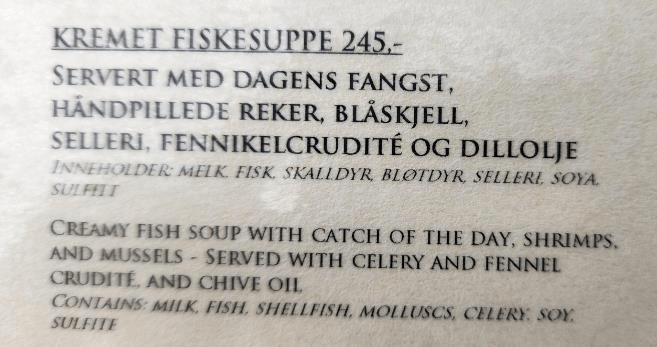 KREMET FISKESUPPE 245,-
SERVERT MED DAGENS FANGST,
HÅNDPILLEDE REKER, BLÅSKJELL,
SELLERI, FENNIKELCRUDITÉ OG DILLOLJE
INNEHOLDER: MELK, FISK, SKALLDYR, BLØTDYR, SELLERI, SOYA,
SULFITT
CREAMY FISH SOUP WITH CATCH OF THE DAY, SHRIMPS,
AND MUSSELS - SERVED WITH CELERY AND FENNEL
CRUDITÉ, AND CHIVE OIL
CONTAINS: MILK, FISH, SHELLFISH, MOLLUSCS, CELERY, SOY,
SULFITE